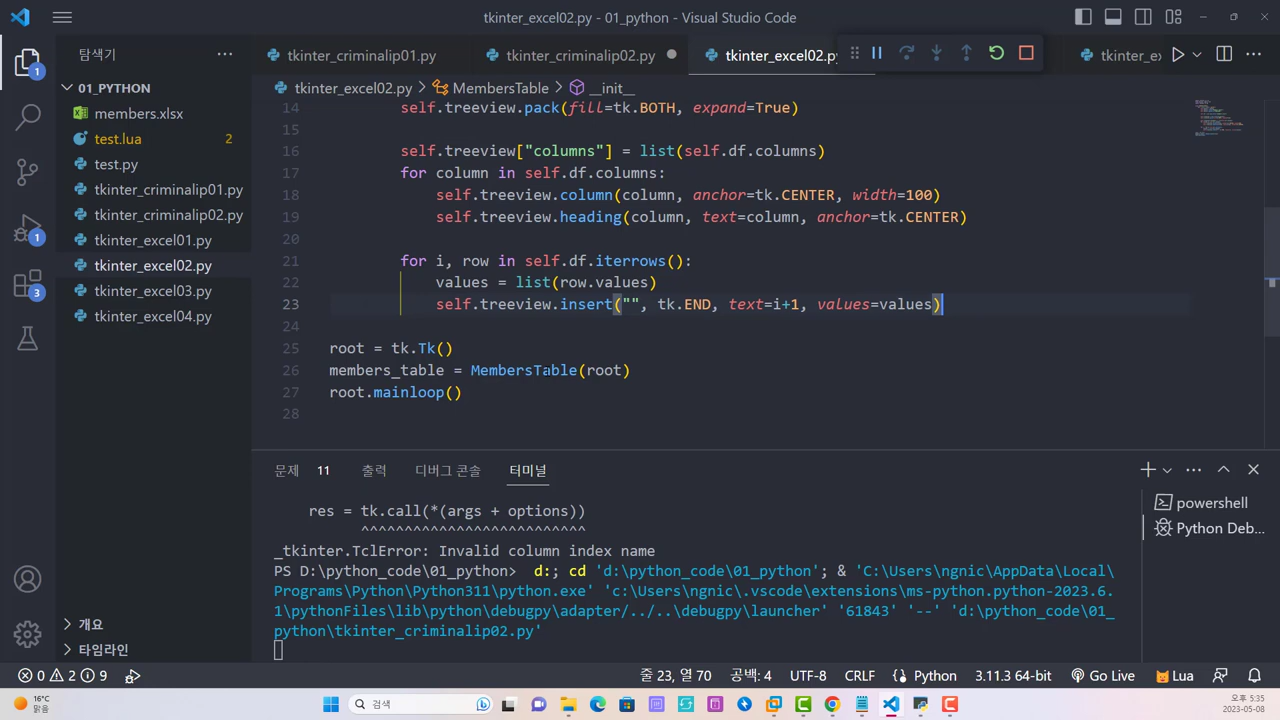 tkinter_excel02.py - 01_python - Visual Studio Code
탐색기
tkinter_criminalip01.py
tkinter_criminalip02.py
tkinter_excel02.py
tkinter_ex
01_PYTHON
tkinter_excel02.py > MembersTable > __init__
members.xlsx
test.lua 2
test.py
tkinter_criminalip01.py
tkinter_criminalip02.py
tkinter_excel01.py
tkinter_excel02.py
tkinter_excel03.py
tkinter_excel04.py
1
1
3
14 self.treeview.pack(fill=tk.BOTH, expand=True)
15
16 self.treeview["columns"] = list(self.df.columns)
17 for column in self.df.columns:
18 self.treeview.column(column, anchor=tk.CENTER, width=100)
19 self.treeview.heading(column, text=column, anchor=tk.CENTER)
20
21 for i, row in self.df.iterrows():
22 values = list(row.values)
23 self.treeview.insert("", tk.END, text=i+1, values=values)
24
25 root = tk.Tk()
26 members_table = MembersTable(root)
27 root.mainloop()
28
문제 11 출력 디버그 콘솔 터미널
res = tk.call(*(args + options))
^^^^^^^^^^^^^^^^^^^^^^^^^
_tkinter.TclError: Invalid column index name
PS D:\python_code\01_python> d:; cd 'd:\python_code\01_python'; & 'C:\Users\ngnic\AppData\Local\
Programs\Python\Python311\python.exe' 'c:\Users\ngnic\.vscode\extensions\ms-python.python-2023.6.
1\pythonFiles\lib\python\debugpy\adapter/../..\debugpy\launcher' '61843' '--' 'd:\python_code\01_
python\tkinter_criminalip02.py'
powershell
Python Deb...
개요
타임라인
0 2 9
줄 23, 열 70 공백: 4 UTF-8 CRLF Python 3.11.3 64-bit Go Live Lua
16°C
맑음
검색
오후 5:35
2023-05-08